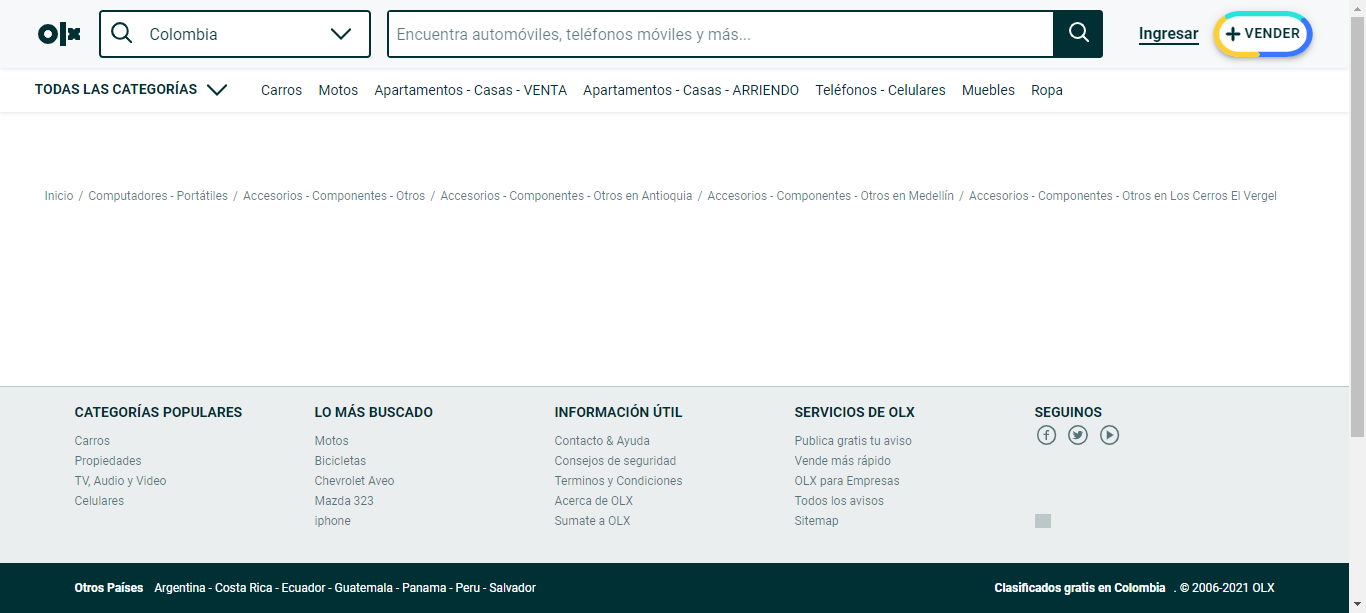 olx Colombia Encuentra automóviles, teléfonos móviles y más... Ingresar VENDER
TODAS LAS CATEGORÍAS Carros Motos Apartamentos - Casas - VENTA Apartamentos - Casas - ARRIENDO Teléfonos - Celulares Muebles Ropa
Inicio / Computadores - Portátiles / Accesorios - Componentes - Otros / Accesorios - Componentes - Otros en Antioquia / Accesorios - Componentes - Otros en Medellín / Accesorios - Componentes - Otros en Los Cerros El Vergel
CATEGORÍAS POPULARES
Carros
Propiedades
TV, Audio y Video
Celulares
LO MÁS BUSCADO
Motos
Bicicletas
Chevrolet Aveo
Mazda 323
iphone
INFORMACIÓN ÚTIL
Contacto & Ayuda
Consejos de seguridad
Terminos y Condiciones
Acerca de OLX
Sumate a OLX
SERVICIOS DE OLX
Publica gratis tu aviso
Vende más rápido
OLX para Empresas
Todos los avisos
Sitemap
SEGUINOS
Otros Países Argentina - Costa Rica - Ecuador - Guatemala - Panama - Peru - Salvador
Clasificados gratis en Colombia . © 2006-2021 OLX